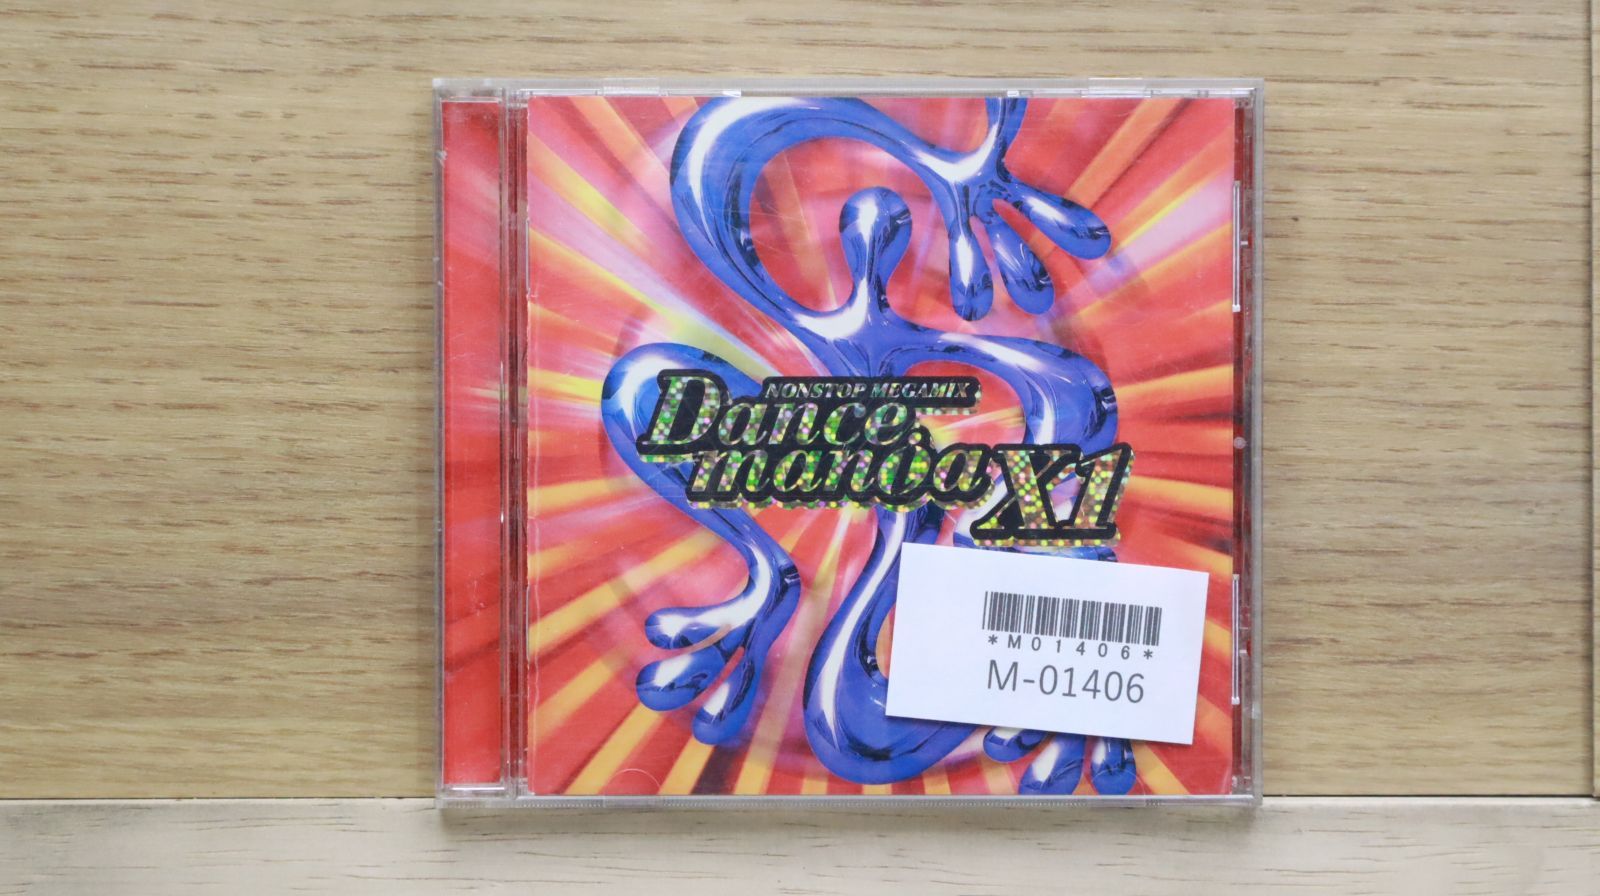 NONSTOP MEGAMIX
Dance
mania X1
*M01406*
M-01406